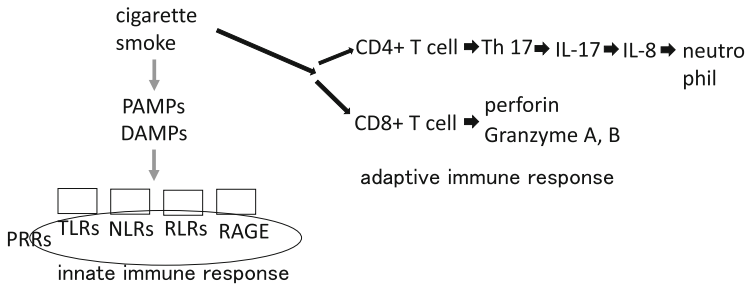 cigarette
smoke
PAMPs
DAMPs
PRRs
TLRs NLRs RLRs RAGE
innate immune response
CD4+ T cell Th 17 IL-17 IL-8 neutro
phil
CD8+ T cell perforin
Granzyme A, B
adaptive immune response